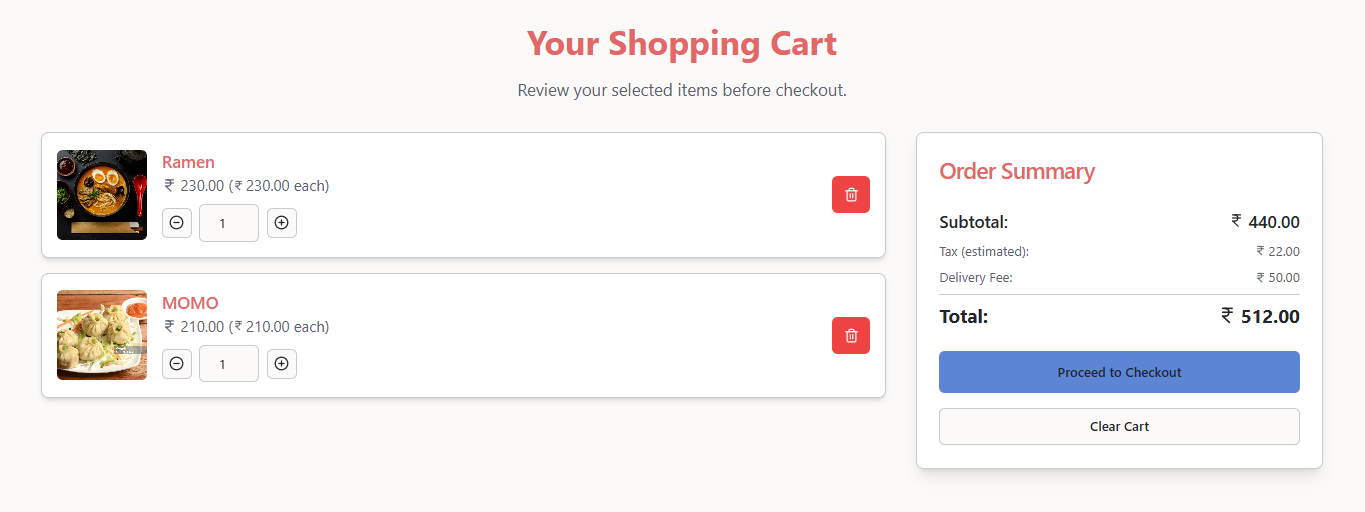 Your Shopping Cart
Review your selected items before checkout.
Ramen
₹ 230.00 (₹ 230.00 each)
1
MOMO
₹ 210.00 (₹ 210.00 each)
1
Order Summary
Subtotal: ₹ 440.00
Tax (estimated): ₹ 22.00
Delivery Fee: ₹ 50.00
Total: ₹ 512.00
Proceed to Checkout
Clear Cart